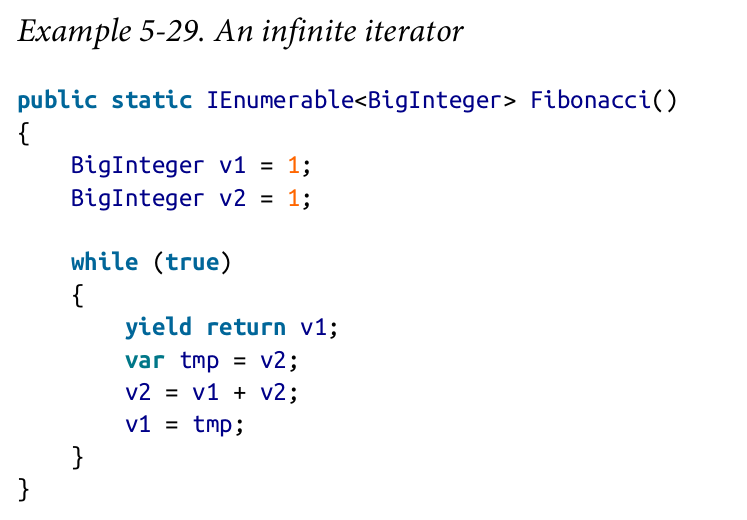 Example 5-29. An infinite iterator
public static IEnumerable<BigInteger> Fibonacci()
{
    BigInteger v1 = 1;
    BigInteger v2 = 1;

    while (true)
    {
        yield return v1;
        var tmp = v2;
        v2 = v1 + v2;
        v1 = tmp;
    }
}